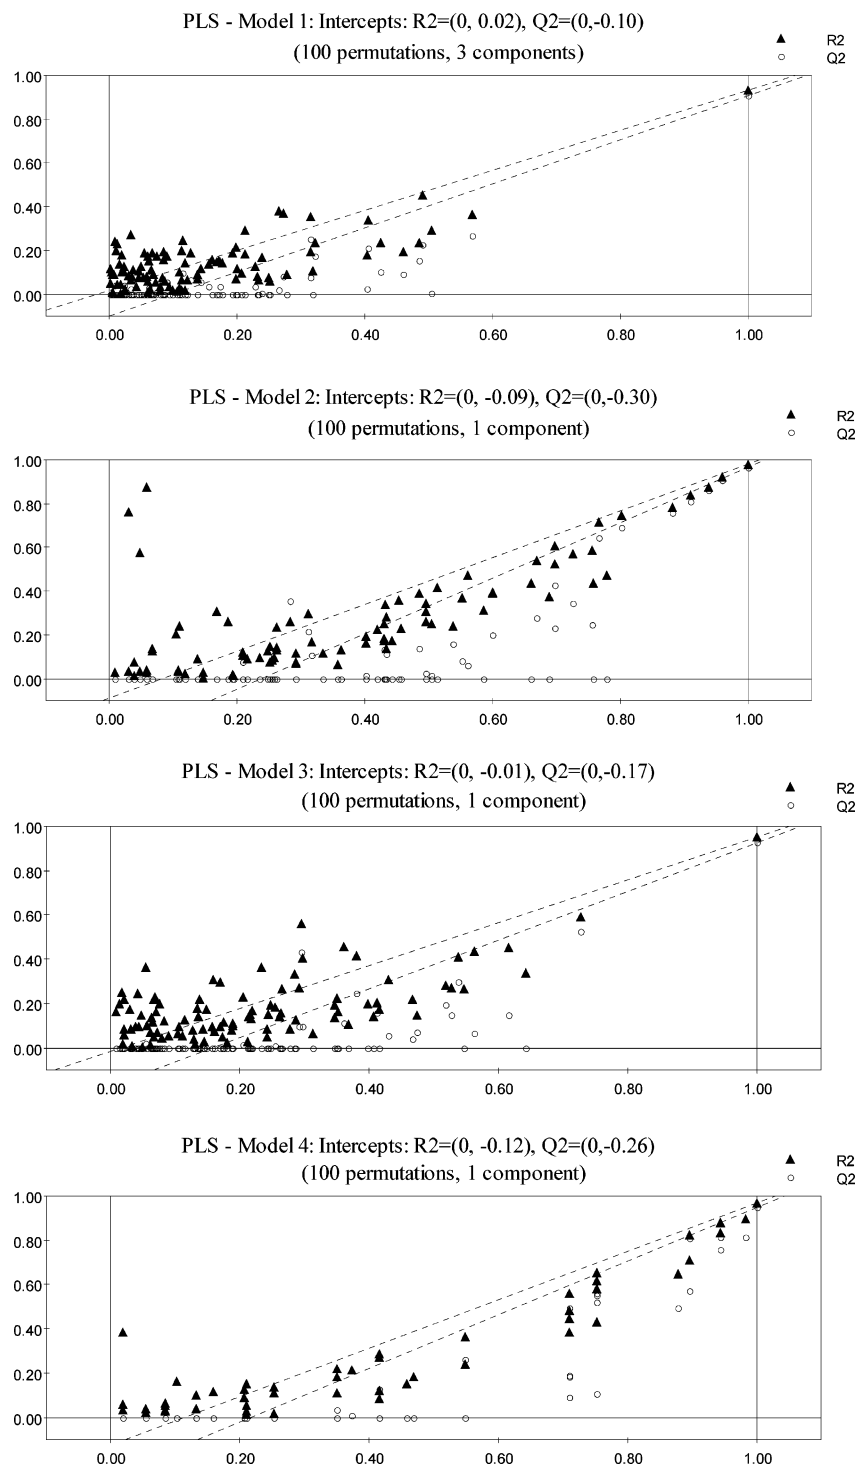 PLS - Model 1: Intercepts: R2=(0, 0.02), Q2=(0,-0.10)
(100 permutations, 3 components)
R2
Q2
1.00
0.80
0.60
0.40
0.20
0.00
0.00 0.20 0.40 0.60 0.80 1.00
PLS - Model 2: Intercepts: R2=(0, -0.09), Q2=(0,-0.30)
(100 permutations, 1 component)
R2
Q2
1.00
0.80
0.60
0.40
0.20
0.00
0.00 0.20 0.40 0.60 0.80 1.00
PLS - Model 3: Intercepts: R2=(0, -0.01), Q2=(0,-0.17)
(100 permutations, 1 component)
R2
Q2
1.00
0.80
0.60
0.40
0.20
0.00
0.00 0.20 0.40 0.60 0.80 1.00
PLS - Model 4: Intercepts: R2=(0, -0.12), Q2=(0,-0.26)
(100 permutations, 1 component)
R2
Q2
1.00
0.80
0.60
0.40
0.20
0.00
0.00 0.20 0.40 0.60 0.80 1.00